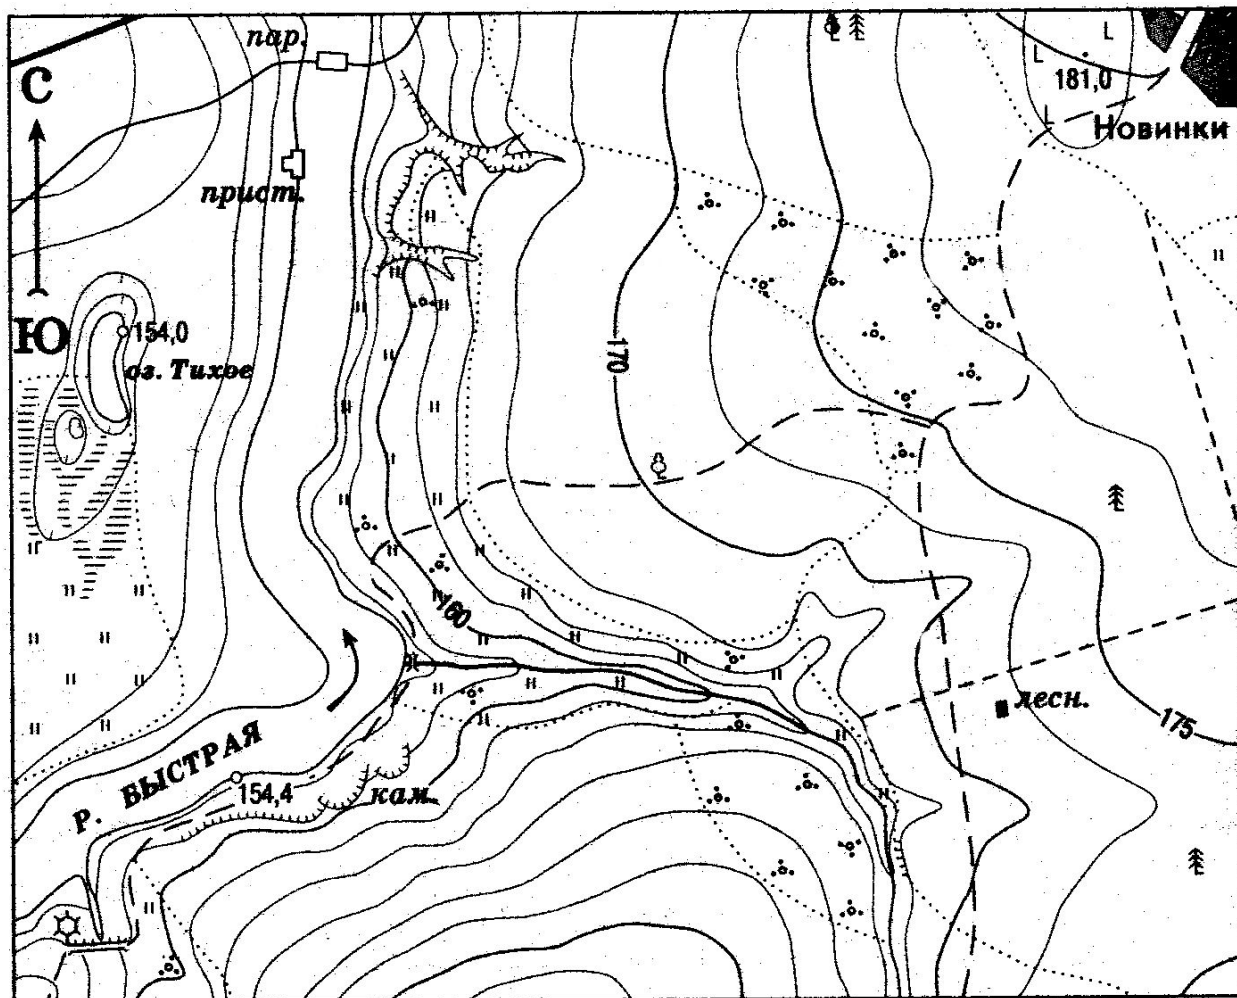 пар.
С
181,0
Новинки
прист.
Ю
154,0
оз. Тихое
170
160
лесн.
175
Р. БЫСТРАЯ
154,4
кам.